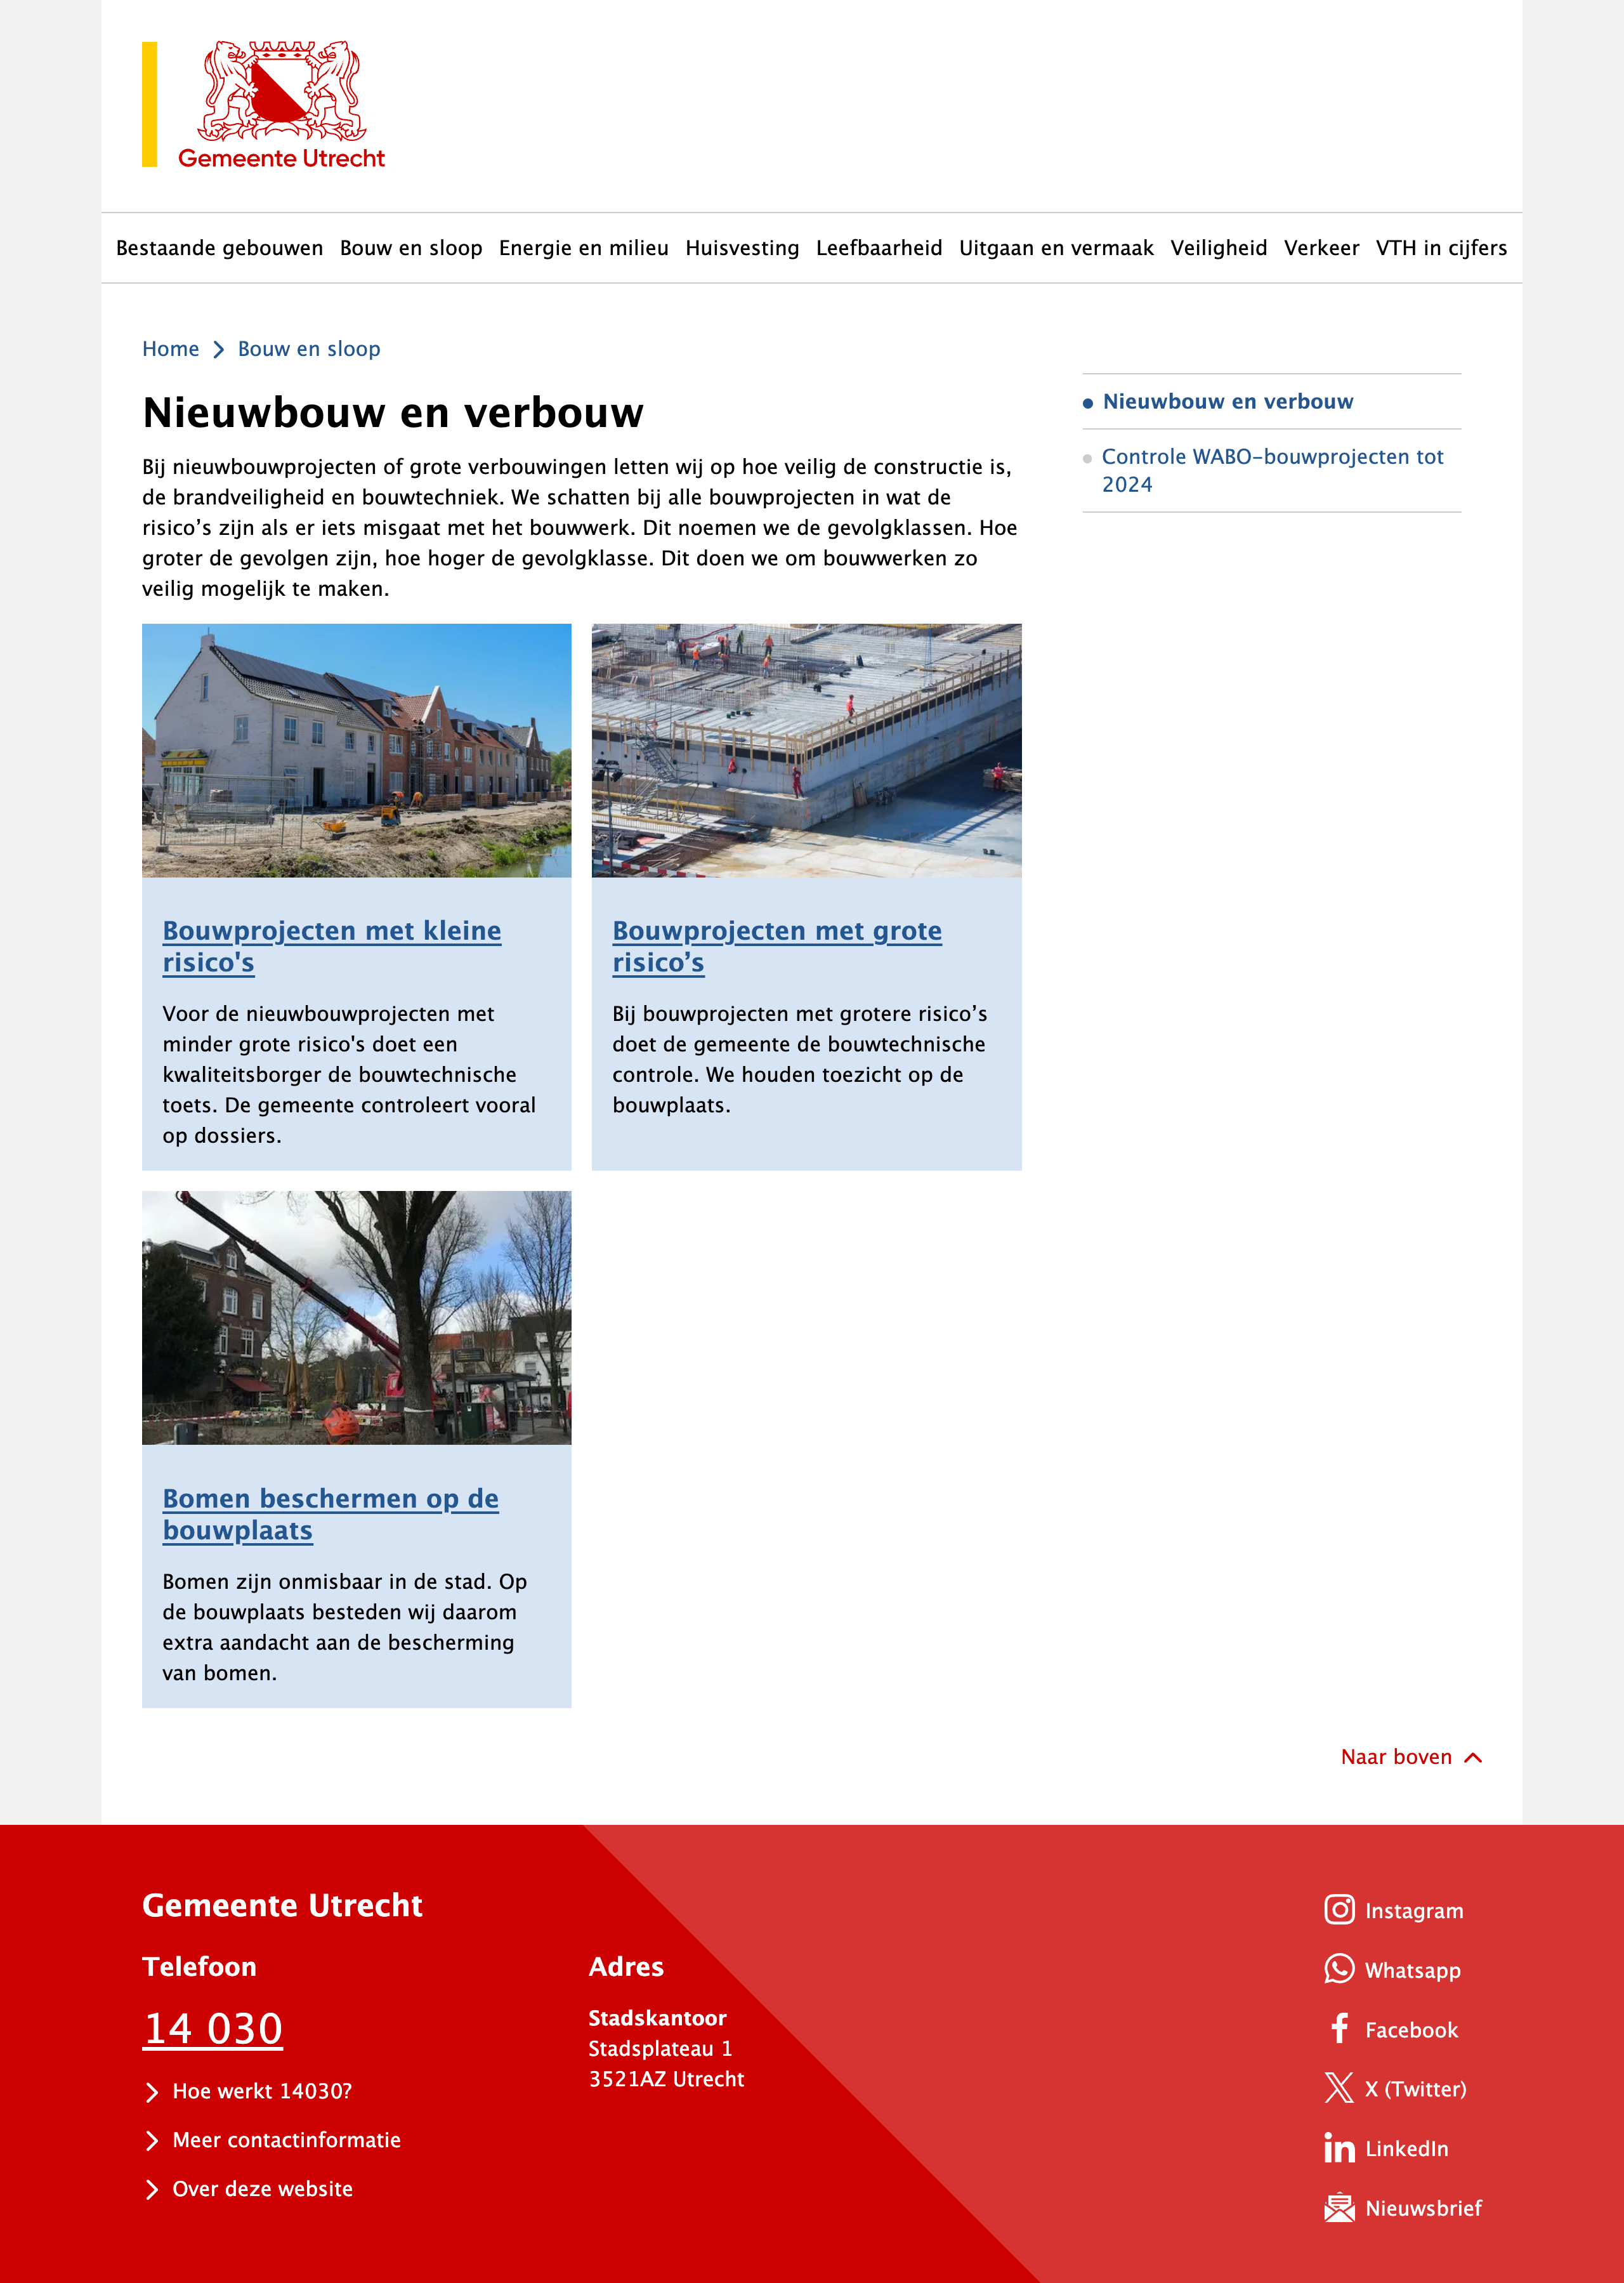 Gemeente Utrecht
Bestaande gebouwen Bouw en sloop Energie en milieu Huisvesting Leefbaarheid Uitgaan en vermaak Veiligheid Verkeer VTH in cijfers
Home Bouw en sloop
Nieuwbouw en verbouw
Bij nieuwbouwprojecten of grote verbouwingen letten wij op hoe veilig de constructie is,
de brandveiligheid en bouwtechniek. We schatten bij alle bouwprojecten in wat de
risico’s zijn als er iets misgaat met het bouwwerk. Dit noemen we de gevolgklassen. Hoe
groter de gevolgen zijn, hoe hoger de gevolgklasse. Dit doen we om bouwwerken zo
veilig mogelijk te maken.
Nieuwbouw en verbouw
Controle WABO-bouwprojecten tot
2024
Bouwprojecten met kleine
risico's
Voor de nieuwbouwprojecten met
minder grote risico's doet een
kwaliteitsborger de bouwtechnische
toets. De gemeente controleert vooral
op dossiers.
Bouwprojecten met grote
risico’s
Bij bouwprojecten met grotere risico’s
doet de gemeente de bouwtechnische
controle. We houden toezicht op de
bouwplaats.
Bomen beschermen op de
bouwplaats
Bomen zijn onmisbaar in de stad. Op
de bouwplaats besteden wij daarom
extra aandacht aan de bescherming
van bomen.
Naar boven
Gemeente Utrecht
Telefoon
14 030
Hoe werkt 14030?
Meer contactinformatie
Over deze website
Adres
Stadskantoor
Stadsplateau 1
3521AZ Utrecht
Instagram
Whatsapp
Facebook
X (Twitter)
LinkedIn
Nieuwsbrief